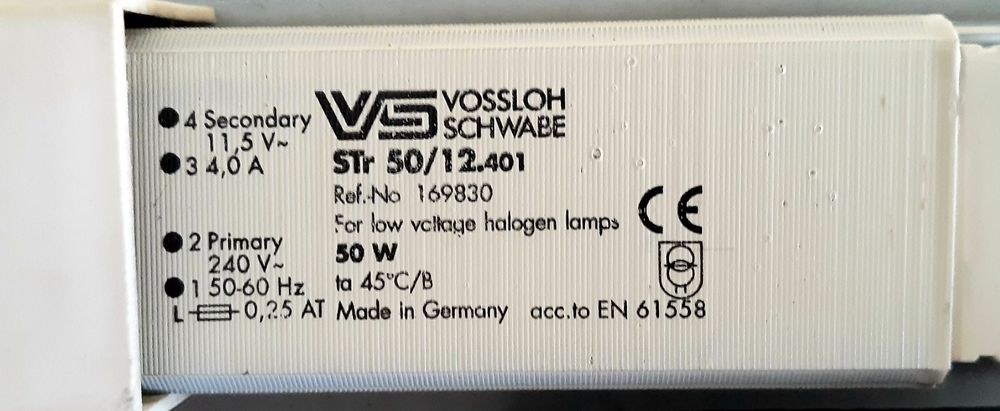 4 Secondary
11,5 V~
3 4,0 A
2 Primary
240 V~
1 50-60 Hz
L 0,25 AT
VS VOSSLOH
SCHWABE
STr 50/12.401
Ref.-No 169830
For low voltage halogen lamps
50 W
ta 45°C/B
Made in Germany acc.to EN 61558
CE